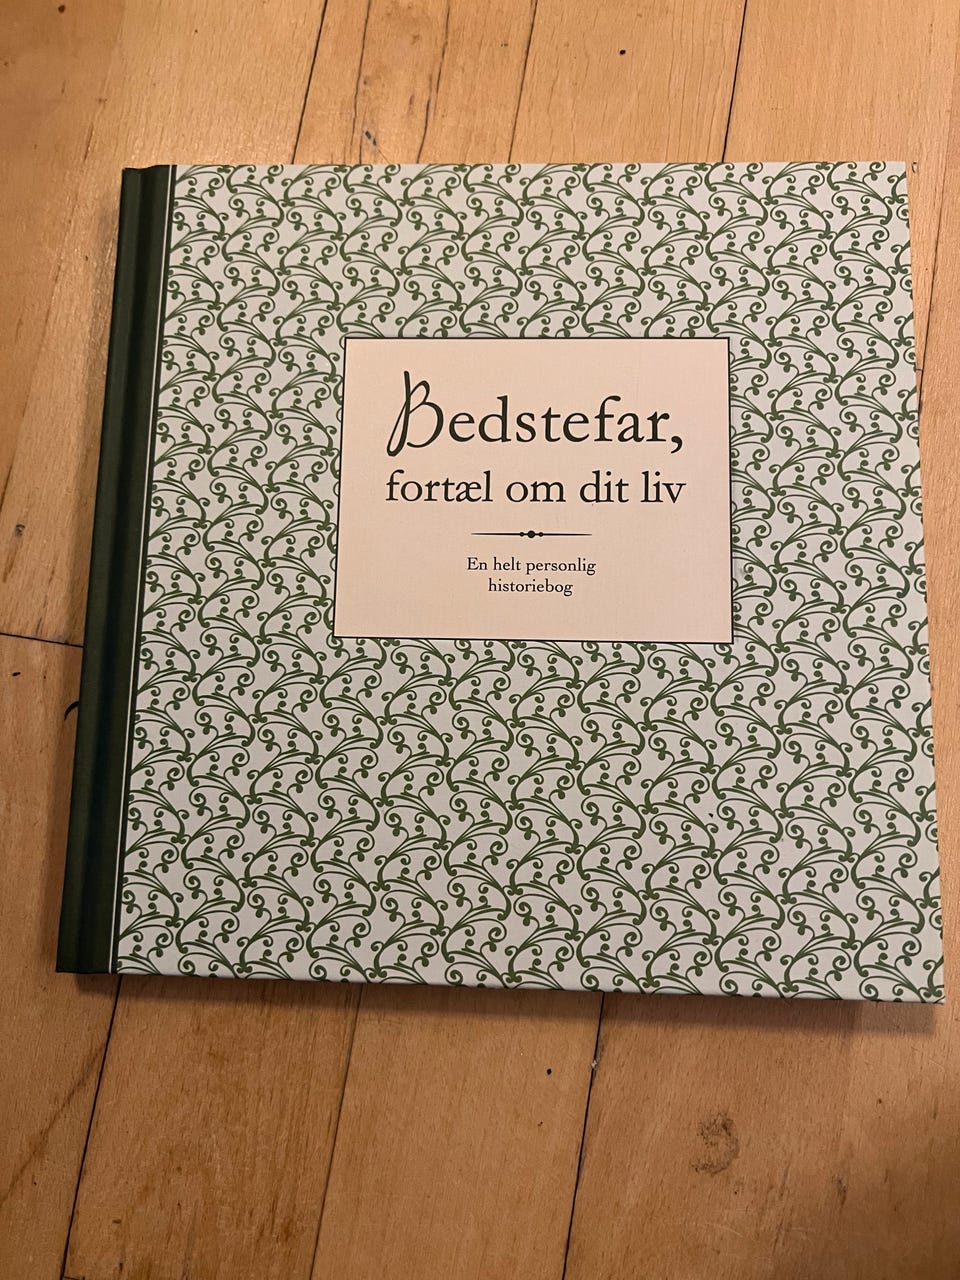 Bedstefar,
fortæl om dit liv
En helt personlig
historiebog